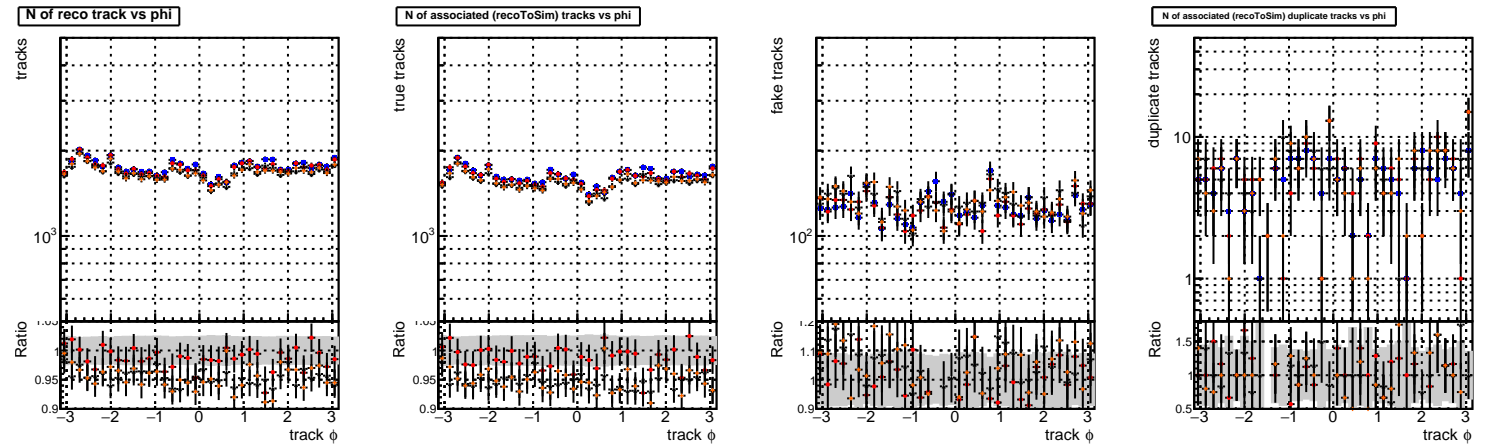 N of reco track vs phi
tracks
10³
Ratio
1.05
1
0.95
0.9
−3 −2 −1 0 1 2 3
track ϕ
N of associated (recoToSim) tracks vs phi
true tracks
10³
Ratio
1.05
1
0.95
0.9
−3 −2 −1 0 1 2 3
track ϕ
fake tracks
10²
Ratio
1.2
1.1
1
0.9
−3 −2 −1 0 1 2 3
track ϕ
N of associated (recoToSim) duplicate tracks vs phi
duplicate tracks
10
1
Ratio
1.5
1
0.5
−3 −2 −1 0 1 2 3
track ϕ